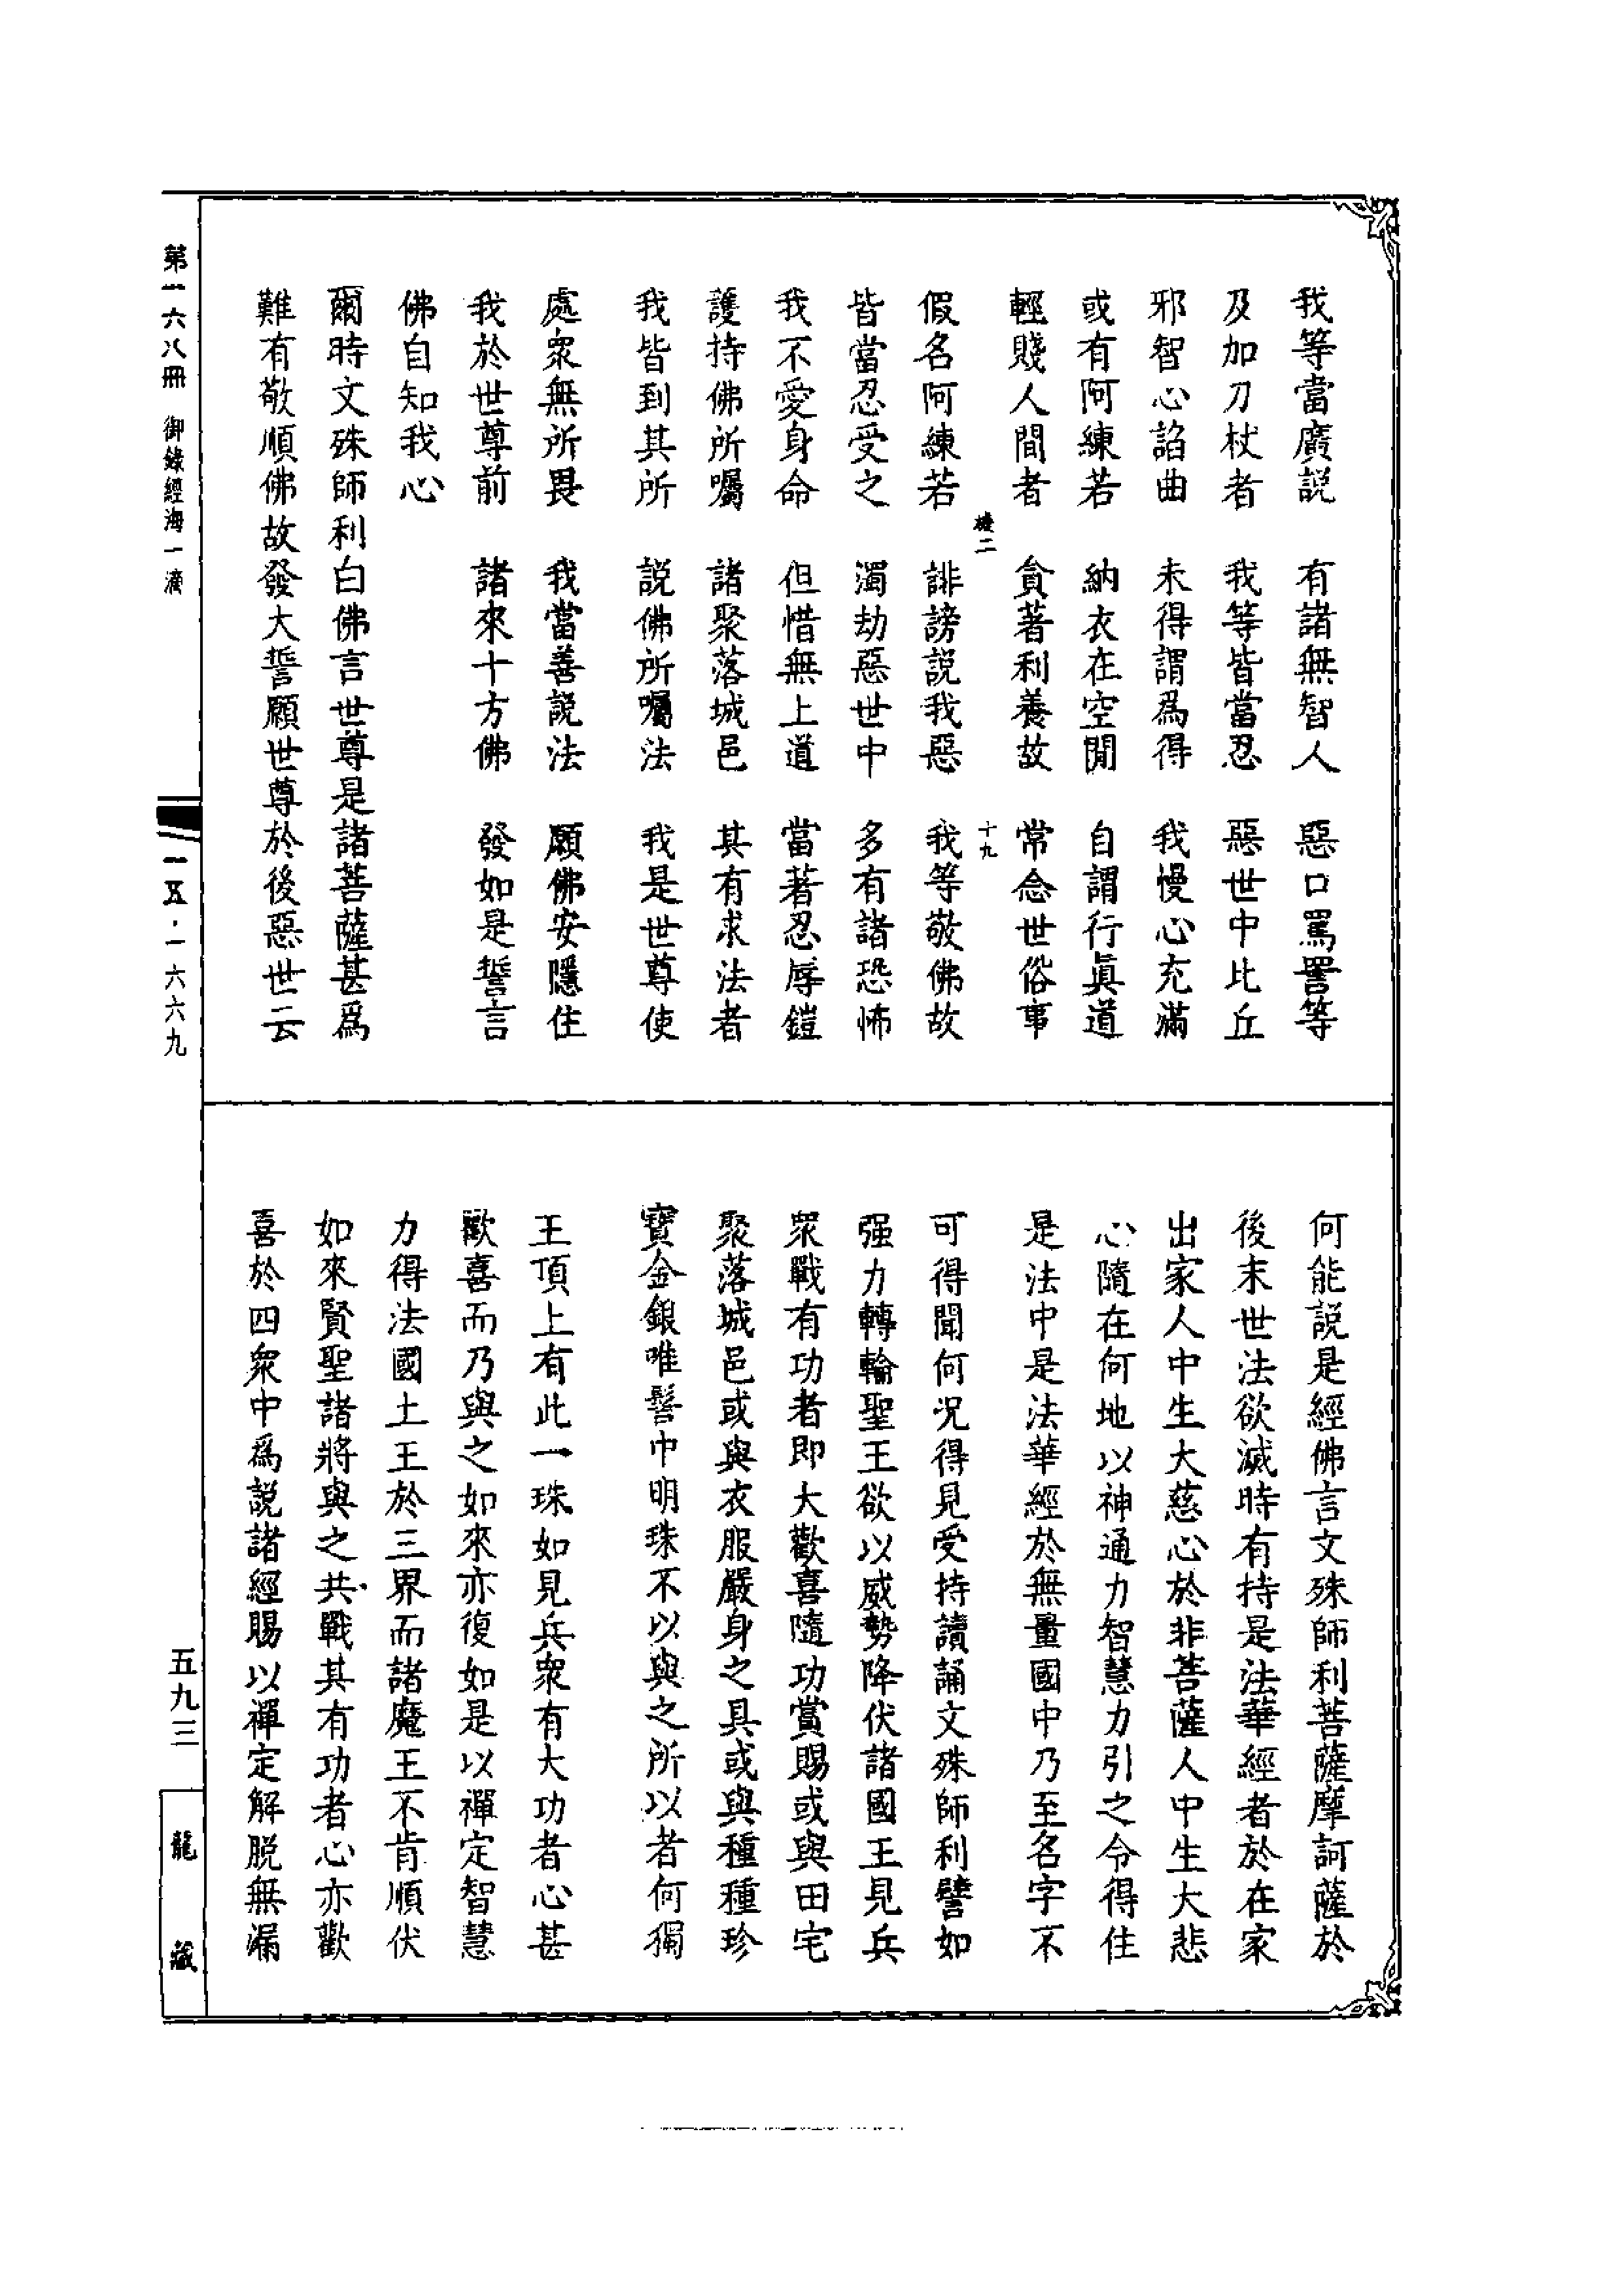 我等當廣説　有諸無智人　惡口罵詈等
及加刀杖者　我等皆當忍　惡世中比丘
邪智心諂曲　未得謂爲得　我慢心充滿
或有阿練若　納衣在空閒　自謂行眞道
輕賤人間者　貪著利養故　常念世俗事
十九
假名阿練若　誹謗説我惡　我等敬佛故
皆當忍受之　濁劫惡世中　多有諸恐怖
我不愛身命　但惜無上道　當著忍辱鎧
護持佛所囑　諸聚落城邑　其有求法者
我皆到其所　説佛所囑法　我是世尊使
處衆無所畏　我當善説法　願佛安隱住
我於世尊前　諸來十方佛　發如是誓言
佛自知我心
爾時文殊師利白佛言世尊是諸菩薩甚爲
難有敬順佛故發大誓願世尊於後惡世云
何能説是經佛言文殊師利菩薩摩訶薩於
後末世法欲滅時有持是法華經者於在家
出家人中生大慈心於非菩薩人中生大悲
心隨在何地以神通力智慧力引之令得住
是法中是法華經於無量國中乃至名字不
可得聞何況得見受持讀誦文殊師利譬如
强力轉輪聖王欲以威勢降伏諸國王見兵
衆戰有功者即大歡喜隨功賞賜或與田宅
聚落城邑或與衣服嚴身之具或與種種珍
寶金銀唯髻中明珠不以與之所以者何獨
王頂上有此一珠如見兵衆有大功者心甚
歡喜而乃與之如來亦復如是以禪定智慧
力得法國土王於三界而諸魔王不肯順伏
如來賢聖諸將與之共戰其有功者心亦歡
喜於四衆中爲説諸經賜以禪定解脱無漏
第一六八冊　御錄經海一滴
一五·一六六九
五九三
龍藏